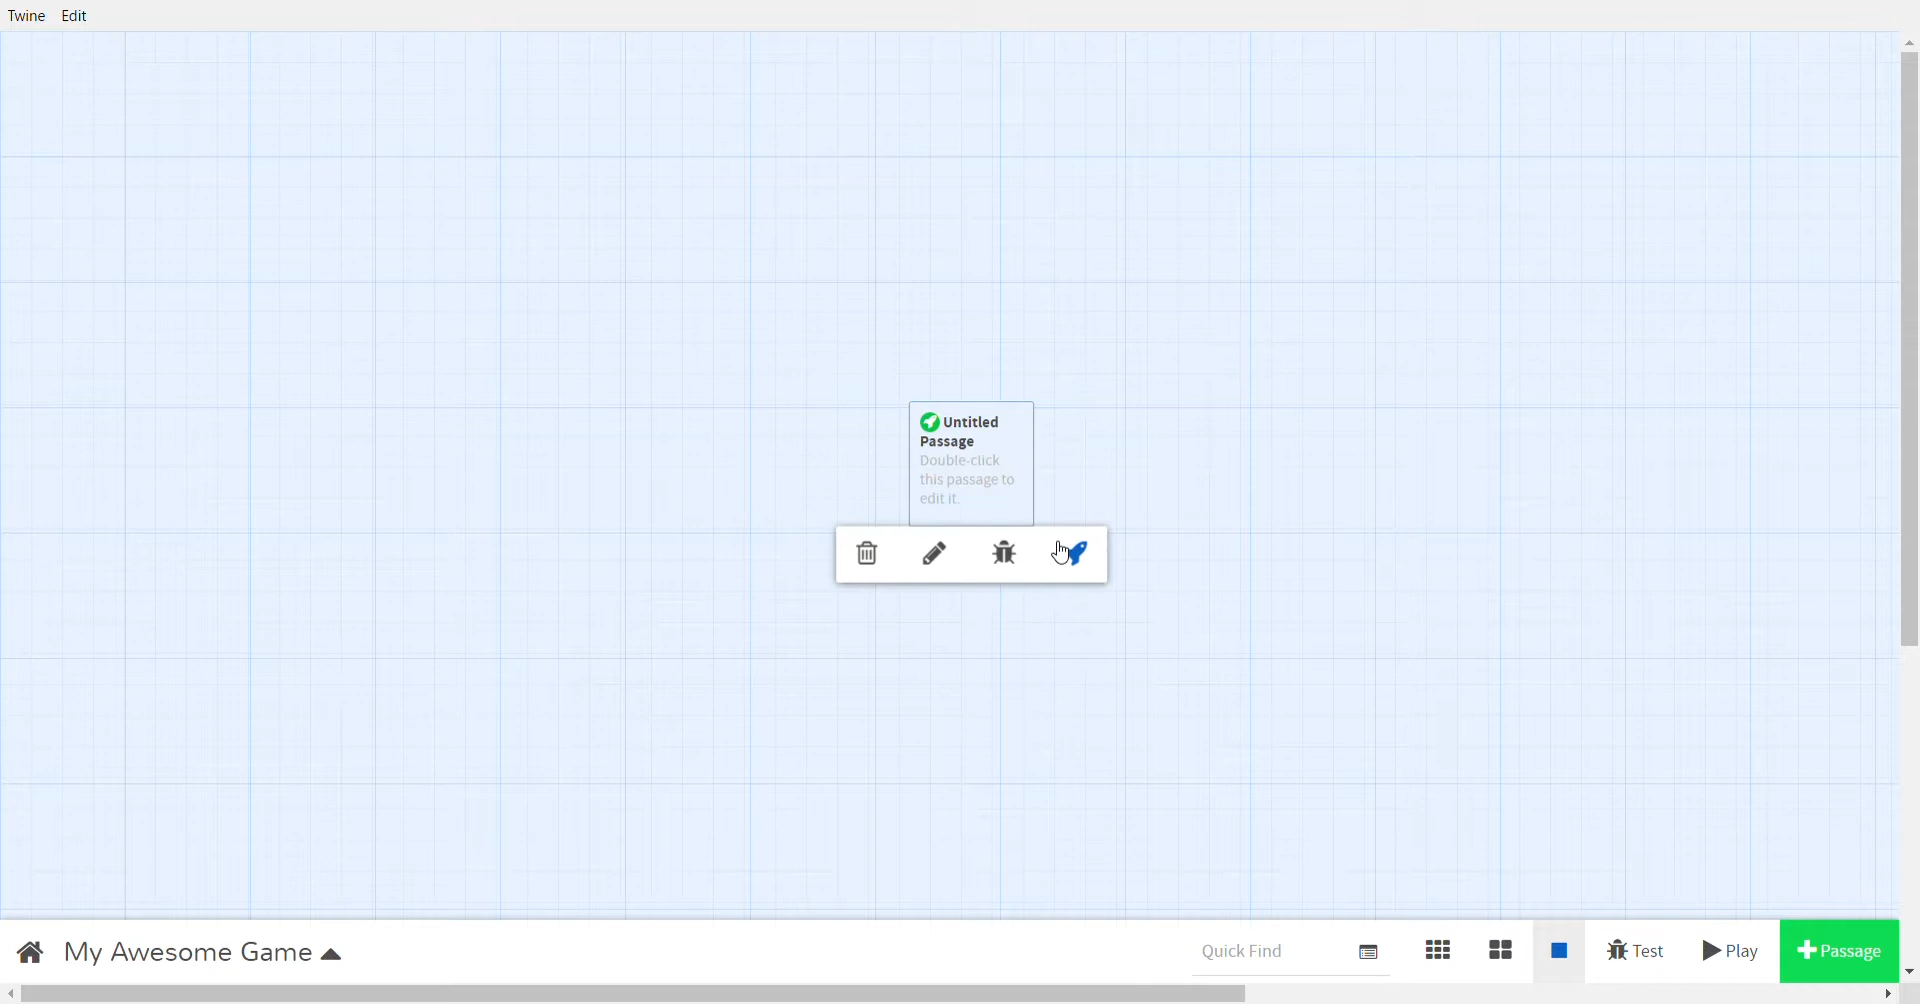 Twine Edit
Untitled
Passage
Double-click
this passage to
edit it.
My Awesome Game
Quick Find
Test
Play
Passage